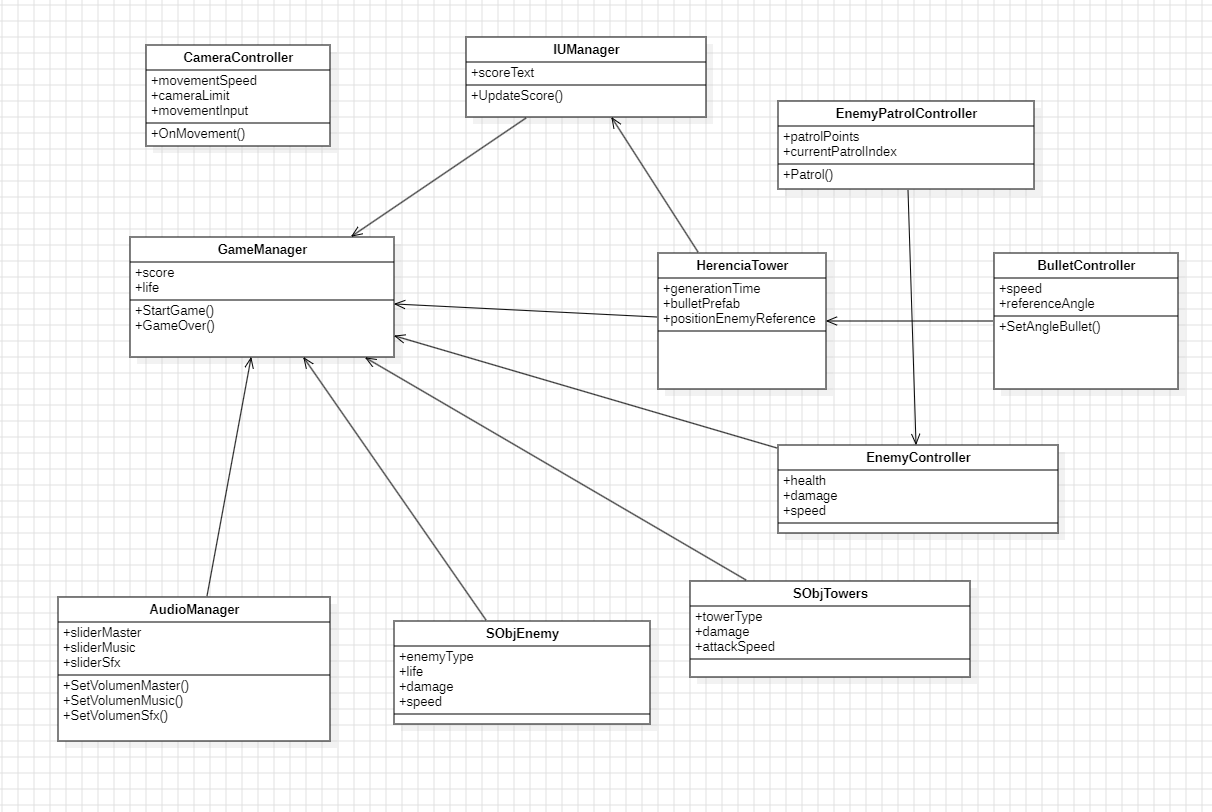 CameraController
+movementSpeed
+cameraLimit
+movementInput
+OnMovement()
IUManager
+scoreText
+UpdateScore()
EnemyPatrolController
+patrolPoints
+currentPatrolIndex
+Patrol()
GameManager
+score
+life
+StartGame()
+GameOver()
HerenciaTower
+generationTime
+bulletPrefab
+positionEnemyReference
BulletController
+speed
+referenceAngle
+SetAngleBullet()
EnemyController
+health
+damage
+speed
AudioManager
+sliderMaster
+sliderMusic
+sliderSfx
+SetVolumenMaster()
+SetVolumenMusic()
+SetVolumenSfx()
SObjEnemy
+enemyType
+life
+damage
+speed
SObjTowers
+towerType
+damage
+attackSpeed